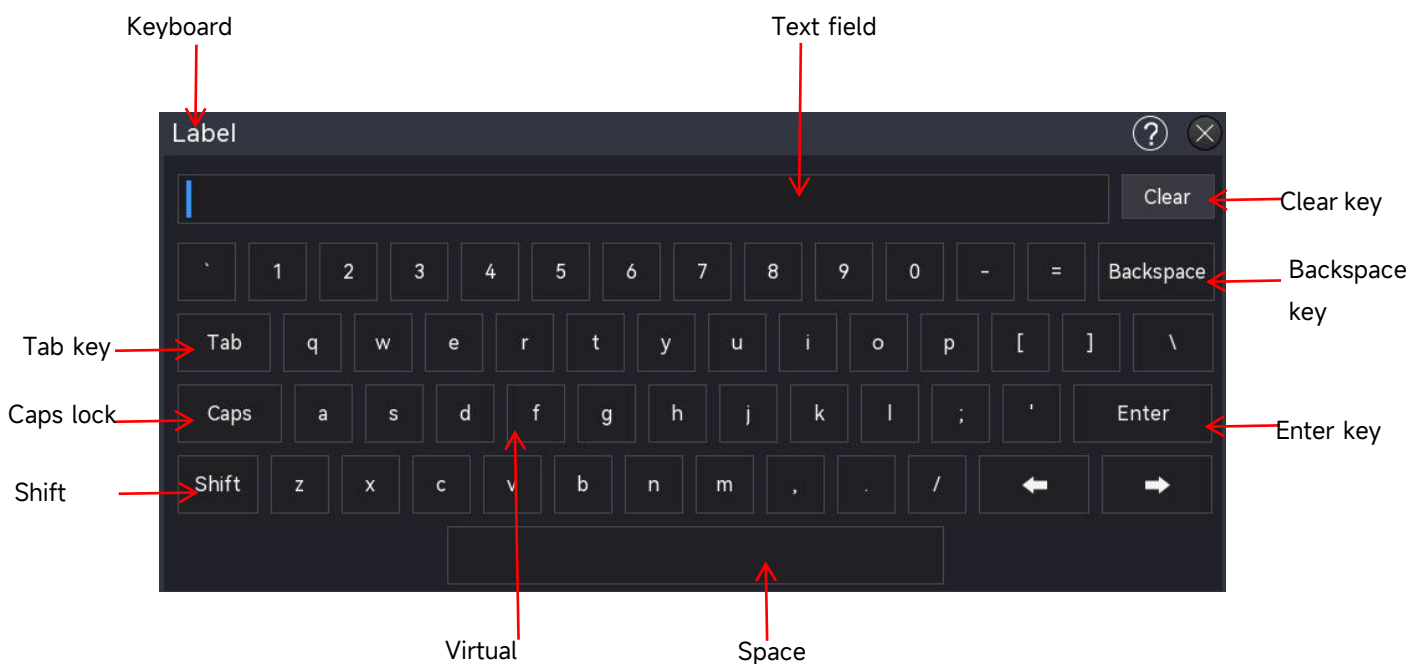 Keyboard Text field
Label ?
Clear Clear key
` 1 2 3 4 5 6 7 8 9 0 - = Backspace Backspace
key
Tab key Tab q w e r t y u i o p [ ] \
Caps lock Caps a s d f g h j k l ; ' Enter Enter key
Shift Shift z x c v b n m , . /
Virtual Space